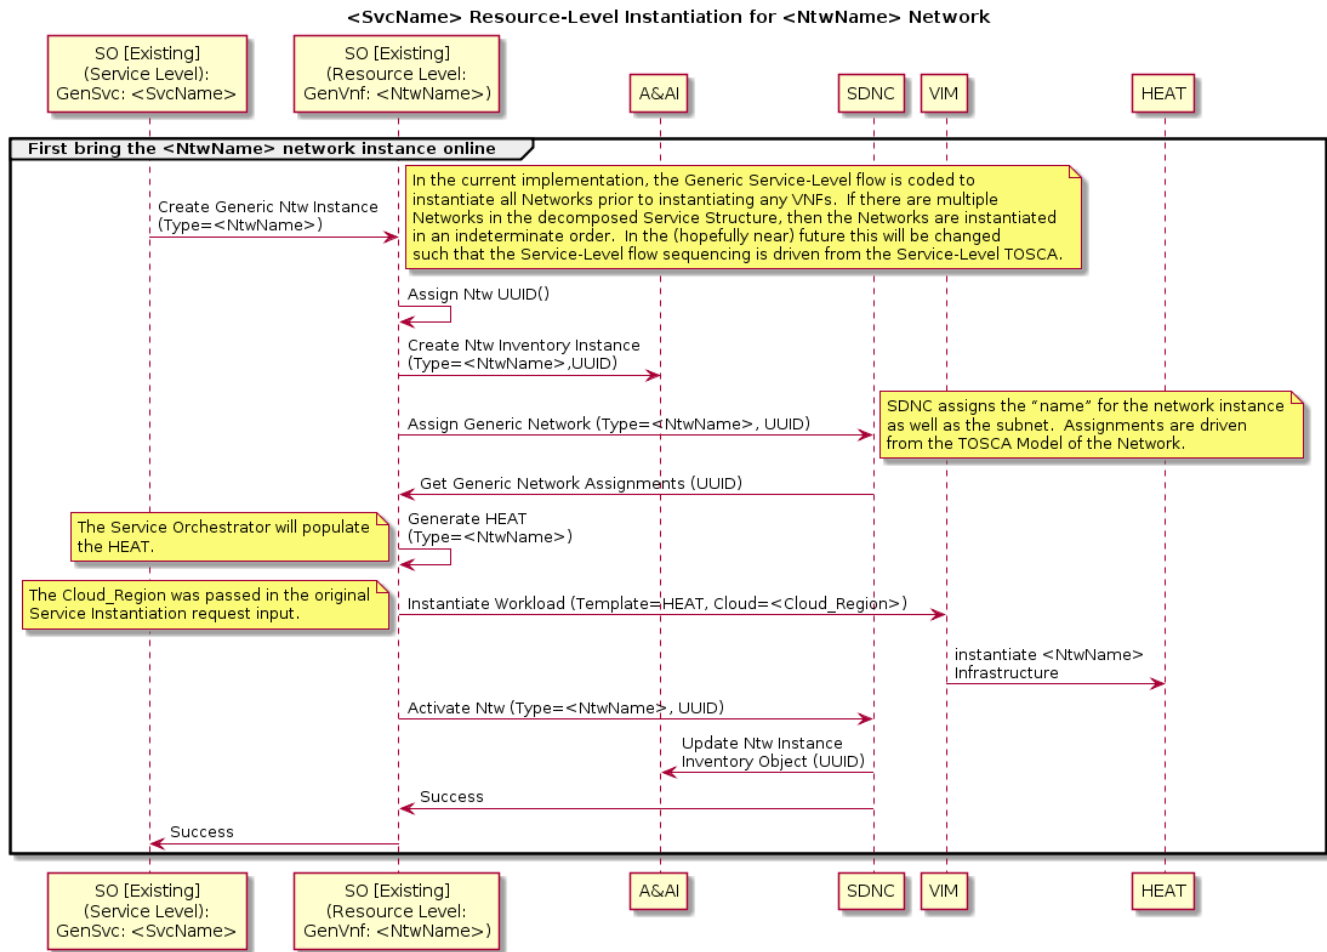 <SvcName> Resource-Level Instantiation for <NtwName> Network
SO [Existing]
(Service Level):
GenSvc: <SvcName>
SO [Existing]
(Resource Level:
GenVnf: <NtwName>)
A&AI
SDNC
VIM
HEAT
First bring the <NtwName> network instance online
In the current implementation, the Generic Service-Level flow is coded to
instantiate all Networks prior to instantiating any VNFs.  If there are multiple
Networks in the decomposed Service Structure, then the Networks are instantiated
in an indeterminate order.  In the (hopefully near) future this will be changed
such that the Service-Level flow sequencing is driven from the Service-Level TOSCA.
Create Generic Ntw Instance
(Type=<NtwName>)
Assign Ntw UUID()
Create Ntw Inventory Instance
(Type=<NtwName>,UUID)
Assign Generic Network (Type=<NtwName>, UUID)
SDNC assigns the “name” for the network instance
as well as the subnet.  Assignments are driven
from the TOSCA Model of the Network.
Get Generic Network Assignments (UUID)
The Service Orchestrator will populate
the HEAT.
Generate HEAT
(Type=<NtwName>)
The Cloud_Region was passed in the original
Service Instantiation request input.
Instantiate Workload (Template=HEAT, Cloud=<Cloud_Region>)
instantiate <NtwName>
Infrastructure
Activate Ntw (Type=<NtwName>, UUID)
Update Ntw Instance
Inventory Object (UUID)
Success
Success
SO [Existing]
(Service Level):
GenSvc: <SvcName>
SO [Existing]
(Resource Level:
GenVnf: <NtwName>)
A&AI
SDNC
VIM
HEAT